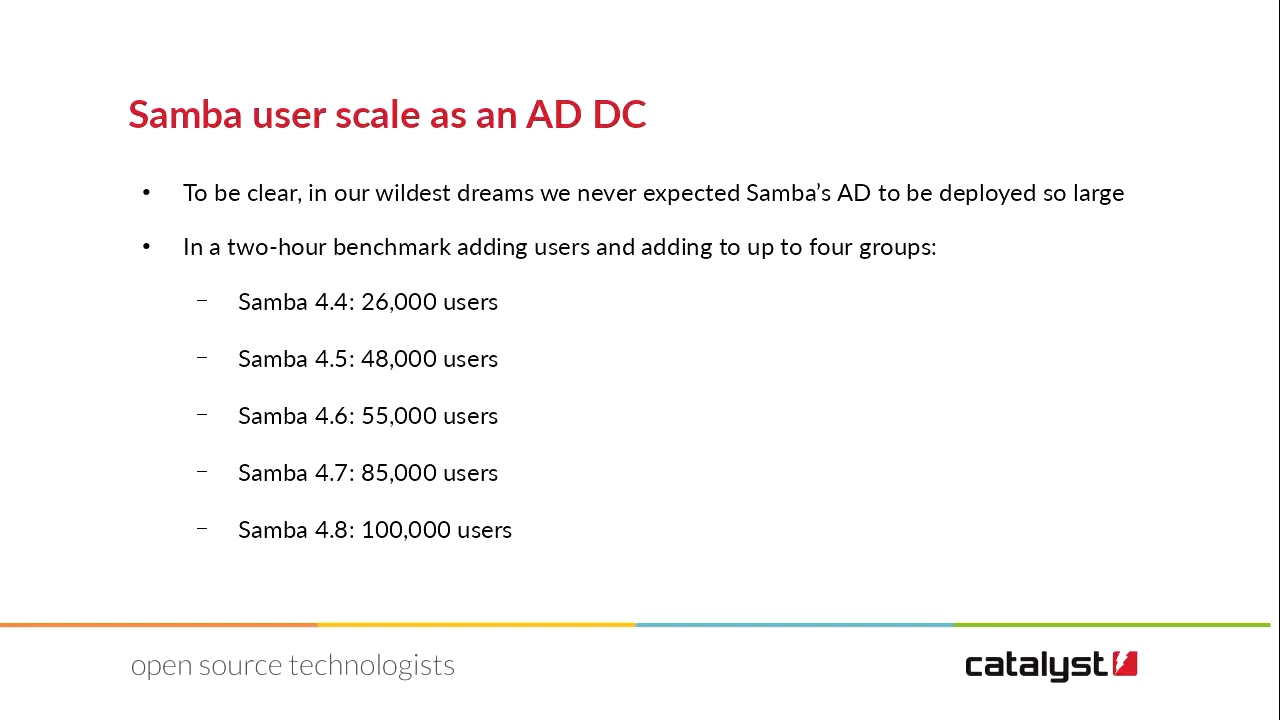 Samba user scale as an AD DC
• To be clear, in our wildest dreams we never expected Samba’s AD to be deployed so large
• In a two-hour benchmark adding users and adding to up to four groups:
– Samba 4.4: 26,000 users
– Samba 4.5: 48,000 users
– Samba 4.6: 55,000 users
– Samba 4.7: 85,000 users
– Samba 4.8: 100,000 users
open source technologists
catalyst